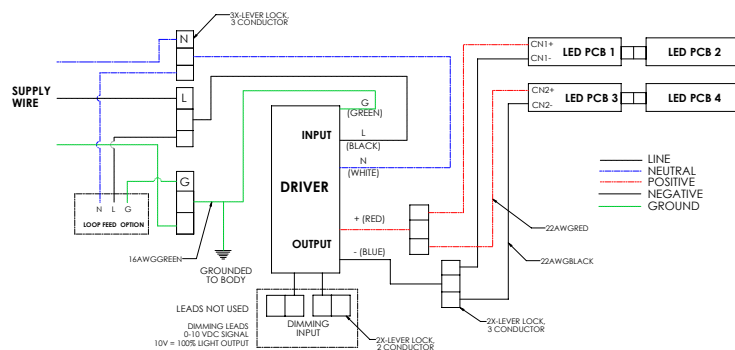 3X-LEVER LOCK,
3 CONDUCTOR
N
SUPPLY
WIRE
L
G
N L G
LOOP FEED OPTION
16AWGGREEN
GROUNDED
TO BODY
G
(GREEN)
INPUT
L
(BLACK)
N
(WHITE)
DRIVER
+ (RED)
OUTPUT
- (BLUE)
LEADS NOT USED
DIMMING LEADS
0-10 VDC SIGNAL
10V = 100% LIGHT OUTPUT
DIMMING
INPUT
2X-LEVER LOCK,
2 CONDUCTOR
2X-LEVER LOCK,
3 CONDUCTOR
CN1+
CN1-
LED PCB 1
LED PCB 2
CN2+
CN2-
LED PCB 3
LED PCB 4
LINE
NEUTRAL
POSITIVE
NEGATIVE
GROUND
22AWGRED
22AWGBLACK